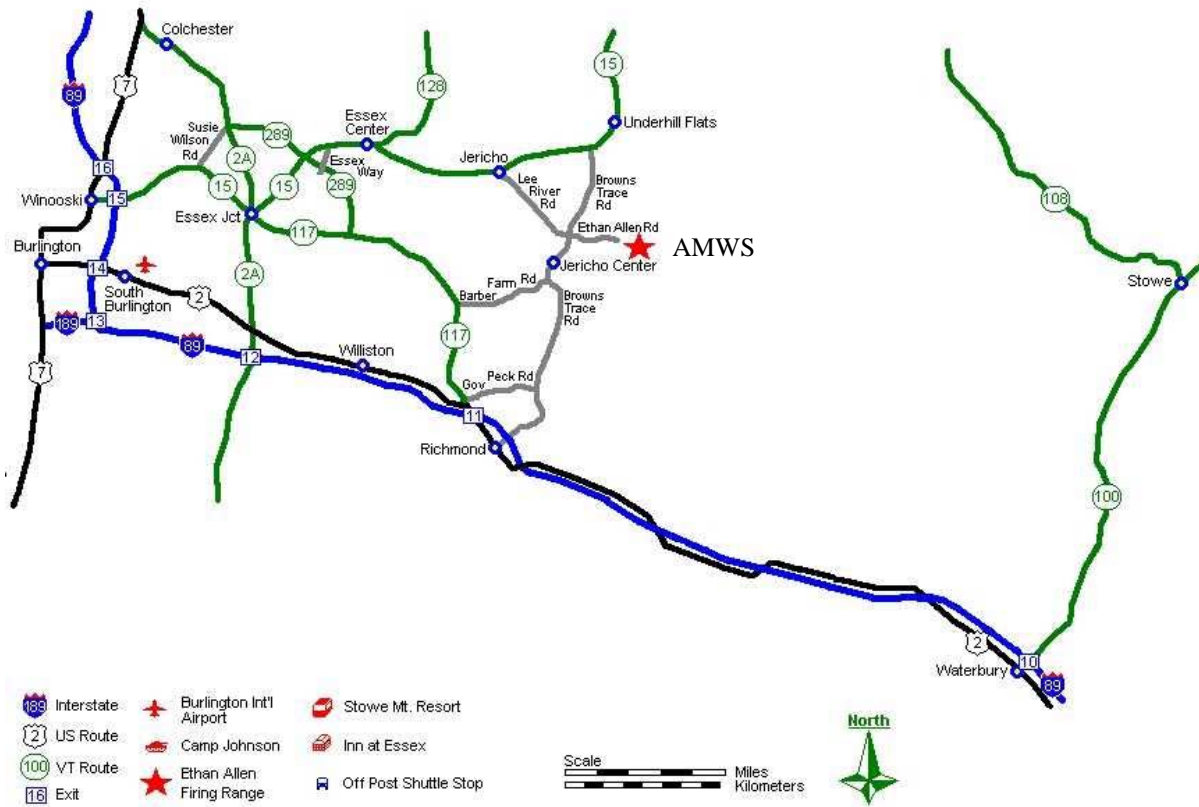 Colchester
7
89
128
15
Susie
Wilson
Rd
289
Essex
Center
Underhill Flats
16
2A
Essex
Way
Jericho
Lee
River
Rd
Browns
Trace
Rd
15
15
15
289
Winooski
Essex Jct
117
108
Ethan Allen Rd
AMWS
Burlington
14
2A
Jericho Center
Stowe
South
Burlington
2
Barber
Farm Rd
Browns
Trace
Rd
189
13
89
117
12
Williston
7
Gov
Peck Rd
11
Richmond
100
2
10
Waterbury
89
189 Interstate
2 US Route
100 VT Route
16 Exit
Burlington Int'l
Airport
Camp Johnson
Ethan Allen
Firing Range
Stowe Mt. Resort
Inn at Essex
Off Post Shuttle Stop
Scale
Miles
Kilometers
North